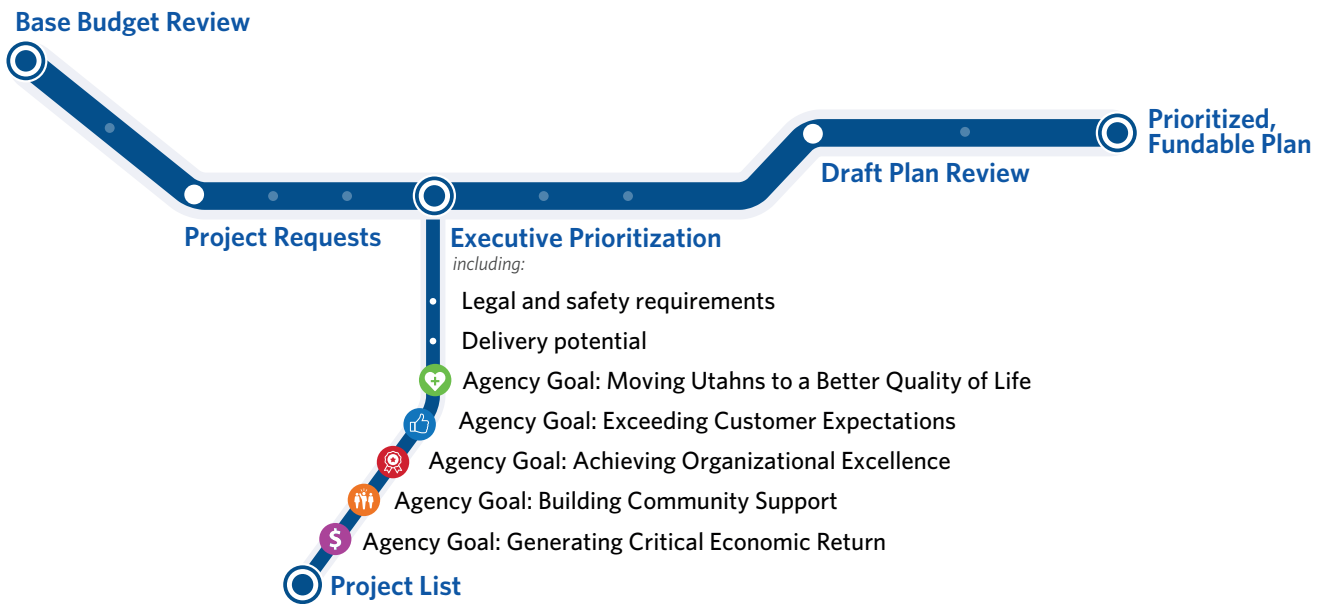 Base Budget Review
Prioritized,
Fundable Plan
Draft Plan Review
Project Requests
Executive Prioritization
including:
Legal and safety requirements
Delivery potential
Agency Goal: Moving Utahns to a Better Quality of Life
Agency Goal: Exceeding Customer Expectations
Agency Goal: Achieving Organizational Excellence
Agency Goal: Building Community Support
$
Agency Goal: Generating Critical Economic Return
Project List